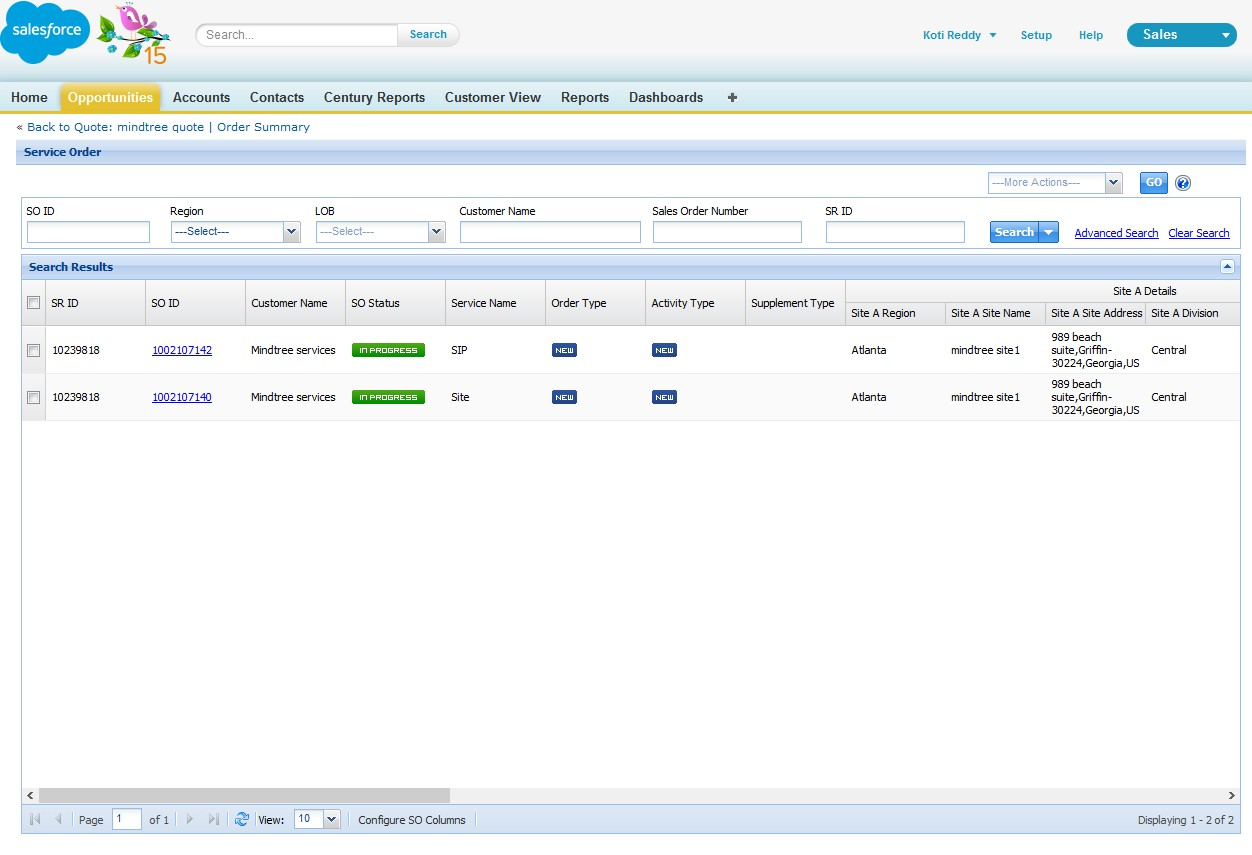 salesforce
15
Search...
Search
Koti Reddy
Setup
Help
Sales
Home
Opportunities
Accounts
Contacts
Century Reports
Customer View
Reports
Dashboards
+
« Back to Quote: mindtree quote | Order Summary
Service Order
---More Actions---
GO
?
SO ID
Region
LOB
Customer Name
Sales Order Number
SR ID
---Select---
---Select---
Search
Advanced Search
Clear Search
Search Results
SR ID
SO ID
Customer Name
SO Status
Service Name
Order Type
Activity Type
Supplement Type
Site A Details
Site A Region
Site A Site Name
Site A Site Address
Site A Division
10239818
1002107142
Mindtree services
IN PROGRESS
SIP
NEW
NEW
Atlanta
mindtree site1
989 beach
suite,Griffin-
30224,Georgia,US
Central
10239818
1002107140
Mindtree services
IN PROGRESS
Site
NEW
NEW
Atlanta
mindtree site1
989 beach
suite,Griffin-
30224,Georgia,US
Central
Page 1 of 1
View: 10
Configure SO Columns
Displaying 1 - 2 of 2